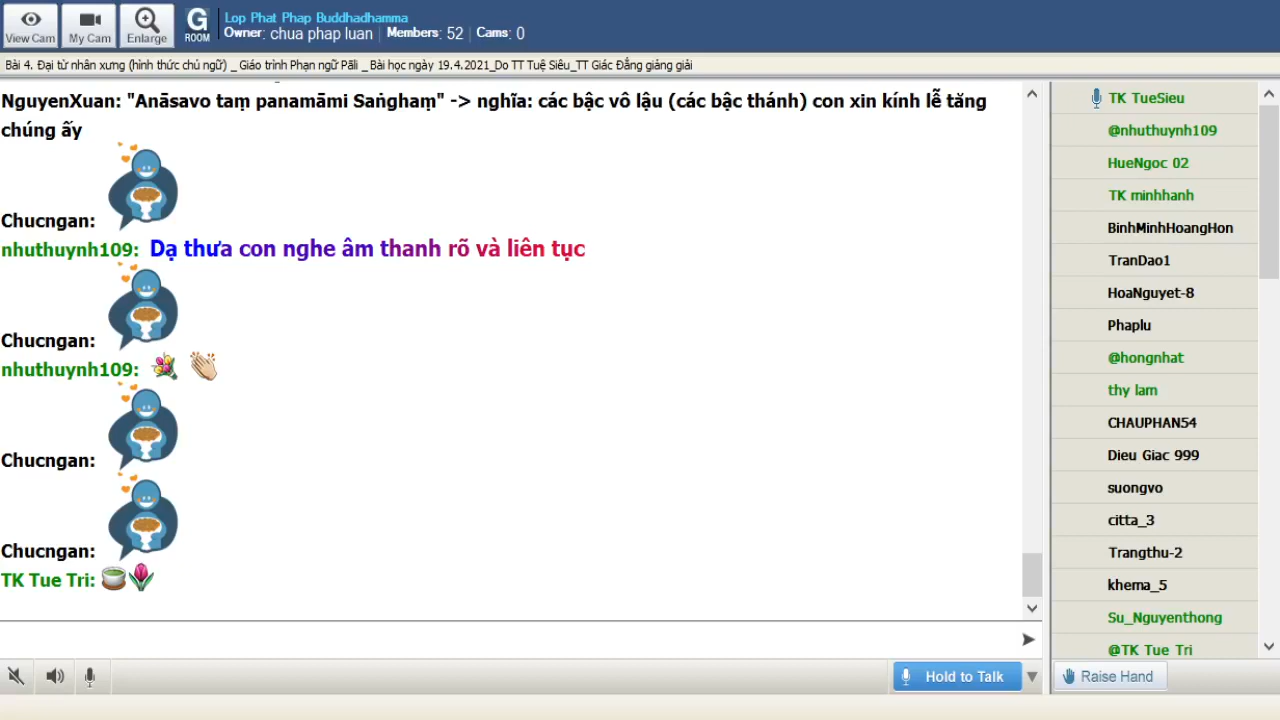 View Cam
My Cam
Enlarge
G
ROOM
Lop Phat Phap Buddhadhamma
Owner: chua phap luan Members: 52 Cams: 0
Bài 4. Đại từ nhân xưng (hình thức chủ ngữ) _ Giáo trình Phạn ngữ Pāli _ Bài học ngày 19.4.2021_Do TT Tuệ Siêu_TT Giác Đẳng giảng giải
NguyenXuan: "Anāsavo taṃ panamāmi Saṅghaṃ" -> nghĩa: các bậc vô lậu (các bậc thánh) con xin kính lễ tăng
chúng ấy
Chucngan:
nhuthuynh109: Dạ thưa con nghe âm thanh rõ và liên tục
Chucngan:
nhuthuynh109:
Chucngan:
Chucngan:
TK Tue Tri:
TK TueSieu
@nhuthuynh109
HueNgoc 02
TK minhhanh
BinhMinhHoangHon
TranDao1
HoaNguyet-8
Phaplu
@hongnhat
thy lam
CHAUPHAN54
Dieu Giac 999
suongvo
citta_3
Trangthu-2
khema_5
Su_Nguyenthong
@TK Tue Tri
Hold to Talk
Raise Hand